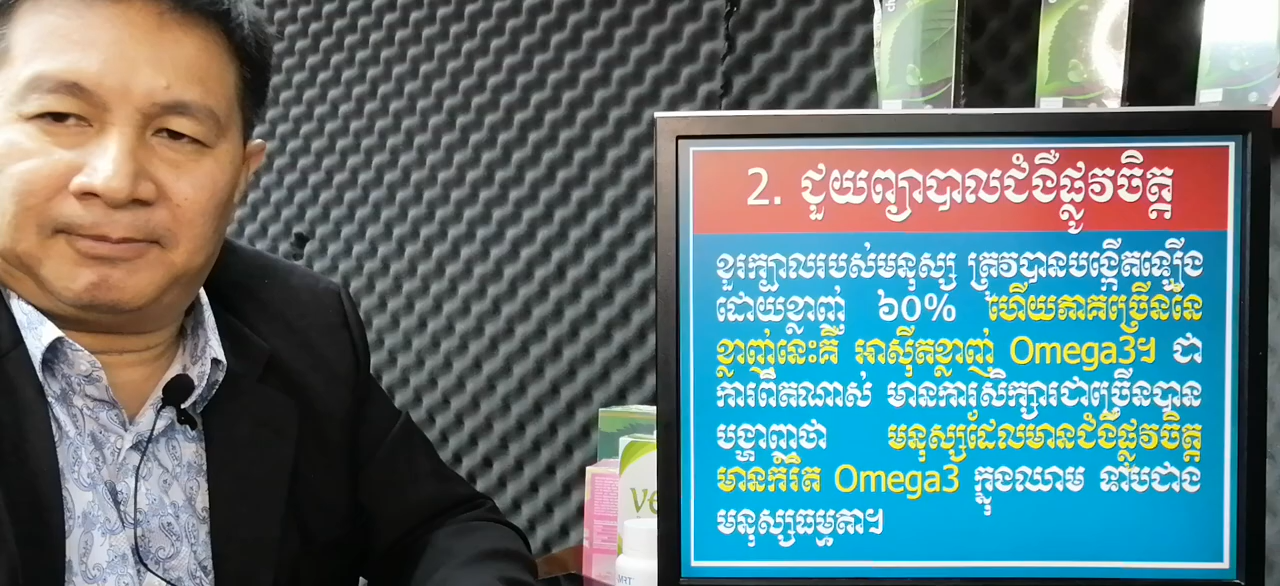 2. ជួយព្យាបាលជំងឺផ្លូវចិត្ត
ខួរក្បាលរបស់មនុស្ស ត្រូវបានបង្កើតឡើង
ដោយខ្លាញ់ ៦០% ហើយភាគច្រើននៃ
ខ្លាញ់នេះគឺ អាស៊ីតខ្លាញ់ Omega3។ ជា
ការពិតណាស់ មានការសិក្សារជាច្រើនបាន
បង្ហាញថា មនុស្សដែលមានជំងឺផ្លូវចិត្ត
មានកំរិត Omega3 ក្នុងឈាម ទាបជាង
មនុស្សធម្មតា។